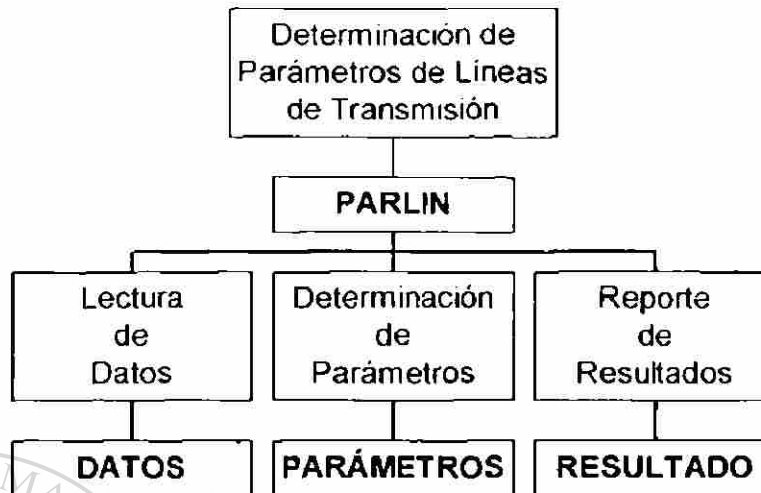 Determinación de
Parámetros de Líneas
de Transmisión
PARLIN
Lectura
de
Datos
Determinación
de
Parámetros
Reporte
de
Resultados
DATOS
PARÁMETROS
RESULTADO